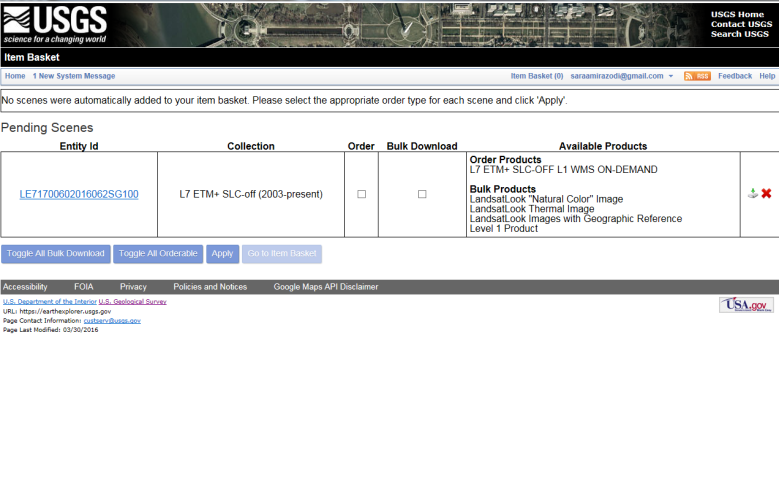 USGS
science for a changing world
USGS Home
Contact USGS
Search USGS
Item Basket
Home 1 New System Message
Item Basket (0) saraamirazodi@gmail.com RSS Feedback Help
No scenes were automatically added to your item basket. Please select the appropriate order type for each scene and click 'Apply'.
Pending Scenes
Entity Id Collection Order Bulk Download Available Products
LE71700602016062SG100 L7 ETM+ SLC-off (2003-present)
Order Products
L7 ETM+ SLC-OFF L1 WMS ON-DEMAND
Bulk Products
LandsatLook "Natural Color" Image
LandsatLook Thermal Image
LandsatLook Images with Geographic Reference
Level 1 Product
Toggle All Bulk Download Toggle All Orderable Apply Go to Item Basket
Accessibility FOIA Privacy Policies and Notices Google Maps API Disclaimer
U.S. Department of the Interior U.S. Geological Survey
URL: https://earthexplorer.usgs.gov
Page Contact Information: custserv@usgs.gov
Page Last Modified: 03/30/2016
USA.gov